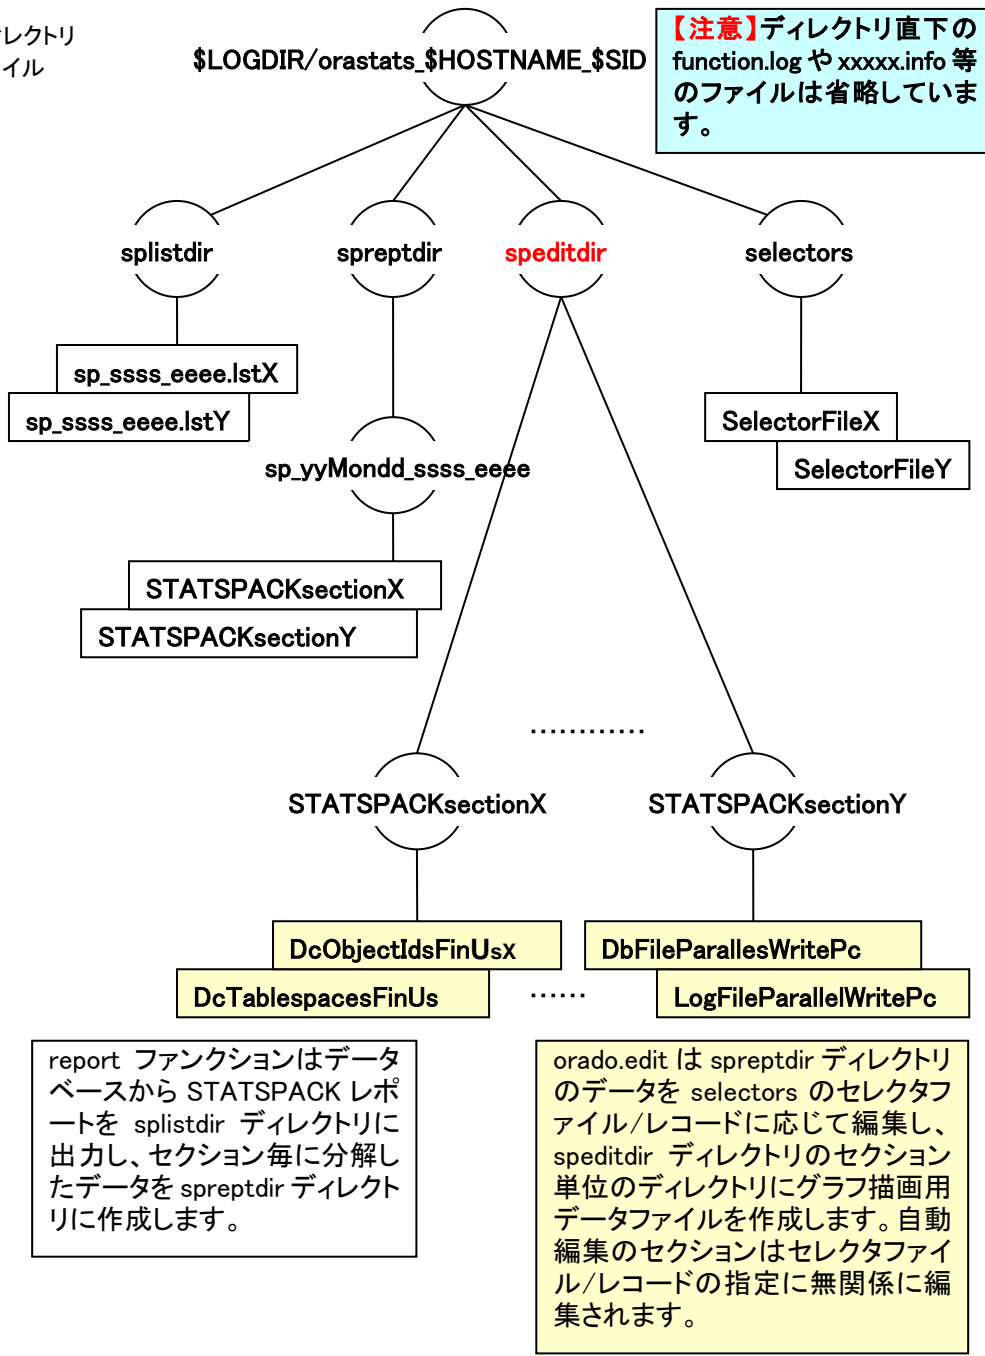 レクトリ
イル
$LOGDIR/orastats_$HOSTNAME_$SID
【注意】ディレクトリ直下の
function.log や xxxxx.info 等
のファイルは省略していま
す。
splistdir
spreptdir
speditdir
selectors
sp_ssss_eeee.lstX
sp_ssss_eeee.lstY
SelectorFileX
SelectorFileY
sp_yyMondd_ssss_eeee
STATSPACKsectionX
STATSPACKsectionY
…………
STATSPACKsectionX
STATSPACKsectionY
DcObjectIdsFinUsX
DbFileParallesWritePc
DcTablespacesFinUs
……
LogFileParallelWritePc
report ファンクションはデータ
ベースから STATSPACK レポ
ートを splistdir ディレクトリに
出力し、セクション毎に分解し
たデータを spreptdir ディレクト
リに作成します。
orado.edit は spreptdir ディレクトリ
のデータを selectors のセレクタフ
ァイル/レコードに応じて編集し、
speditdir ディレクトリのセクション
単位のディレクトリにグラフ描画用
データファイルを作成します。自動
編集のセクションはセレクタファイ
ル/レコードの指定に無関係に編
集されます。